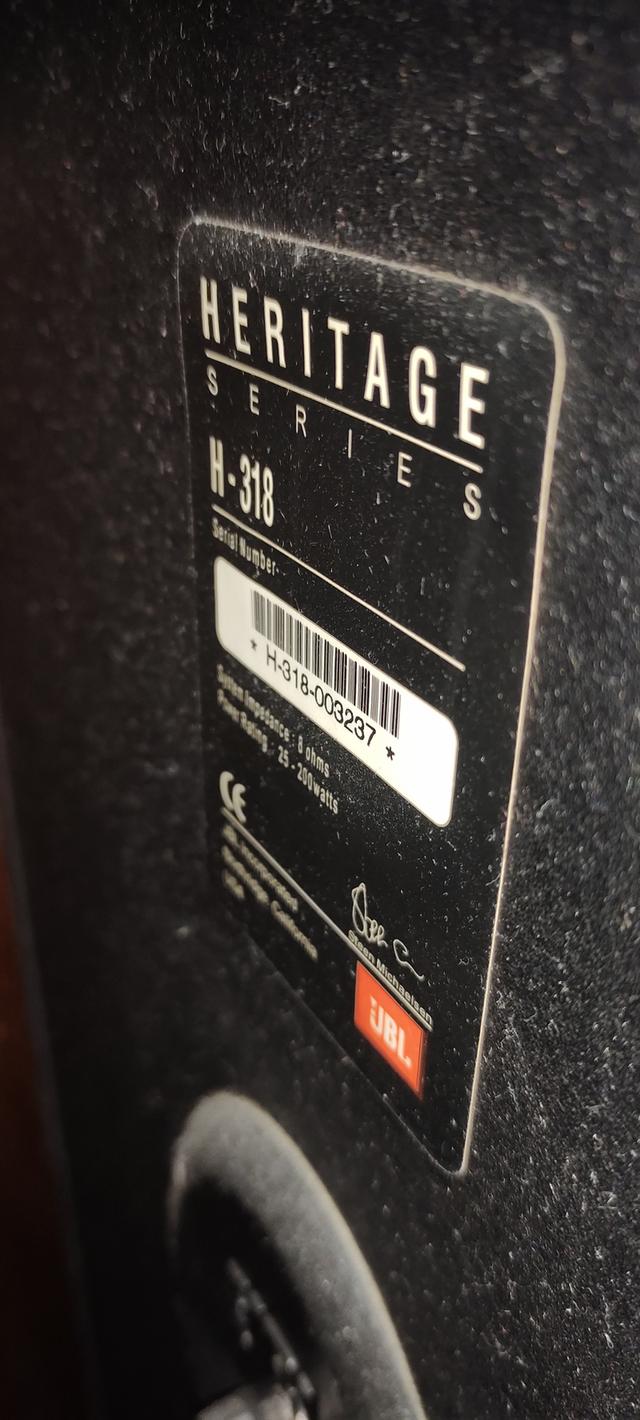 HERITAGE
SERIES
H-318
Serial Number
* H-318-003237 *
System Impedance : 8 ohms
Power Rating : 25 - 200watts
CE
JBL Incorporated
Northridge, California
USA
Steen Michaelsen
JBL